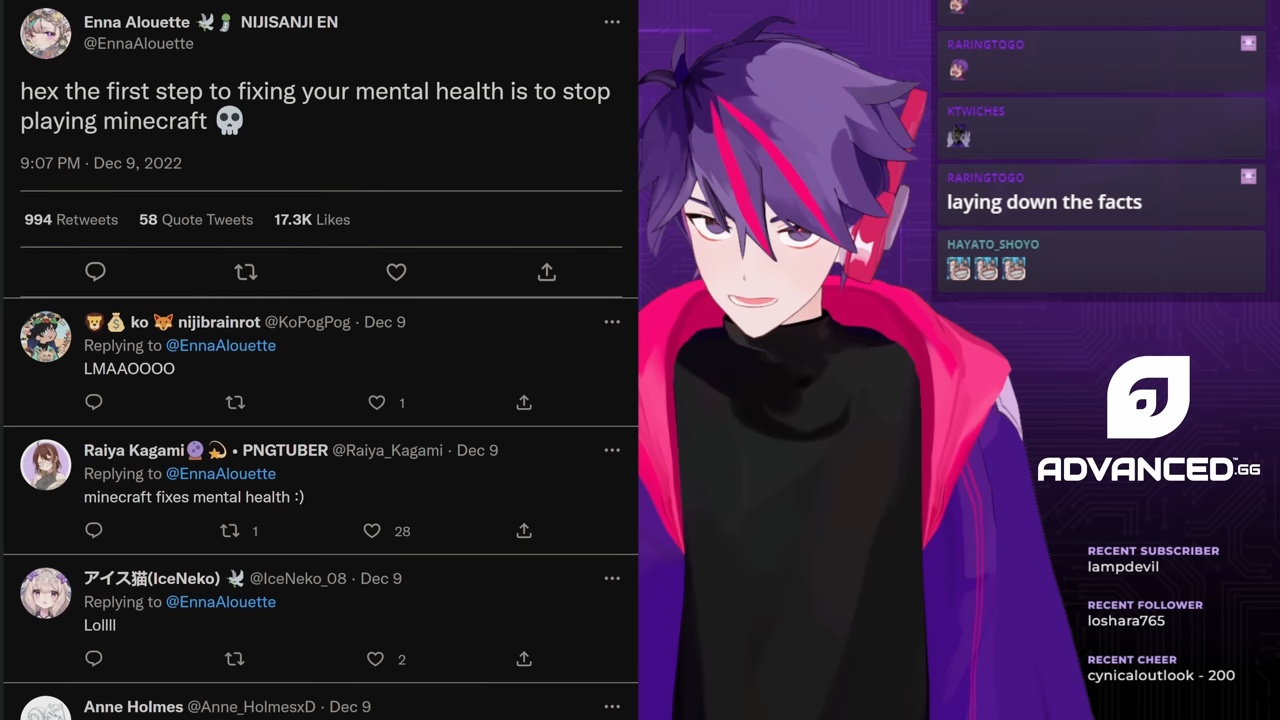 Enna Alouette 🕊️🫛 NIJISANJI EN
@EnnaAlouette
hex the first step to fixing your mental health is to stop
playing minecraft 💀
9:07 PM · Dec 9, 2022
994 Retweets 58 Quote Tweets 17.3K Likes
🦁💰 ko 🦊 nijibrainrot @KoPogPog · Dec 9
Replying to @EnnaAlouette
LMAAOOOO
1
Raiya Kagami🔮💫 • PNGTUBER @Raiya_Kagami · Dec 9
Replying to @EnnaAlouette
minecraft fixes mental health :)
1 28
アイス猫(IceNeko) 🕊️ @IceNeko_08 · Dec 9
Replying to @EnnaAlouette
Lollll
2
Anne Holmes @Anne_HolmesxD · Dec 9
RARINGTOGO
KTWICHES
RARINGTOGO
laying down the facts
HAYATO_SHOYO
ADVANCED™.GG
RECENT SUBSCRIBER
lampdevil
RECENT FOLLOWER
loshara765
RECENT CHEER
cynicaloutlook - 200